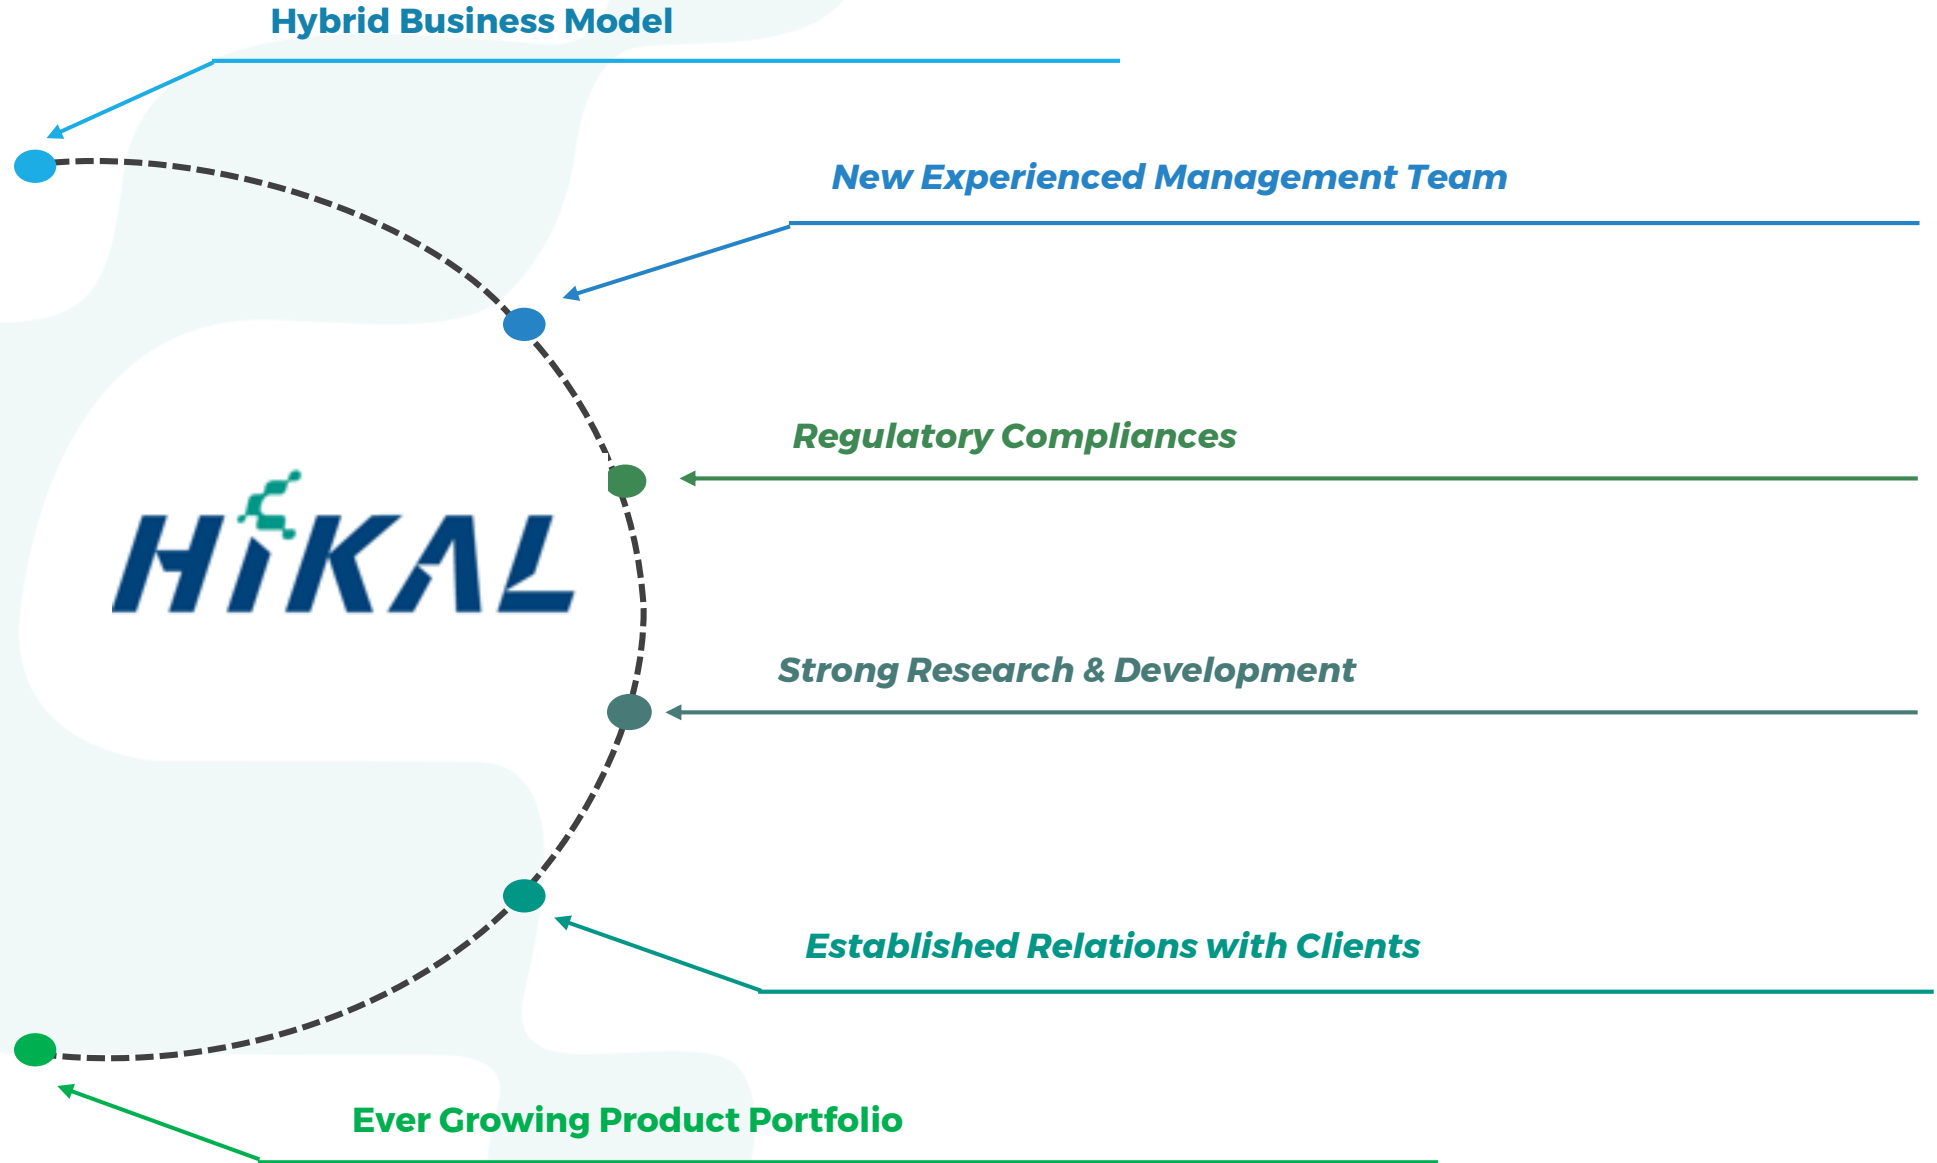 Hybrid Business Model
New Experienced Management Team
Regulatory Compliances
HiKAL
Strong Research & Development
Established Relations with Clients
Ever Growing Product Portfolio